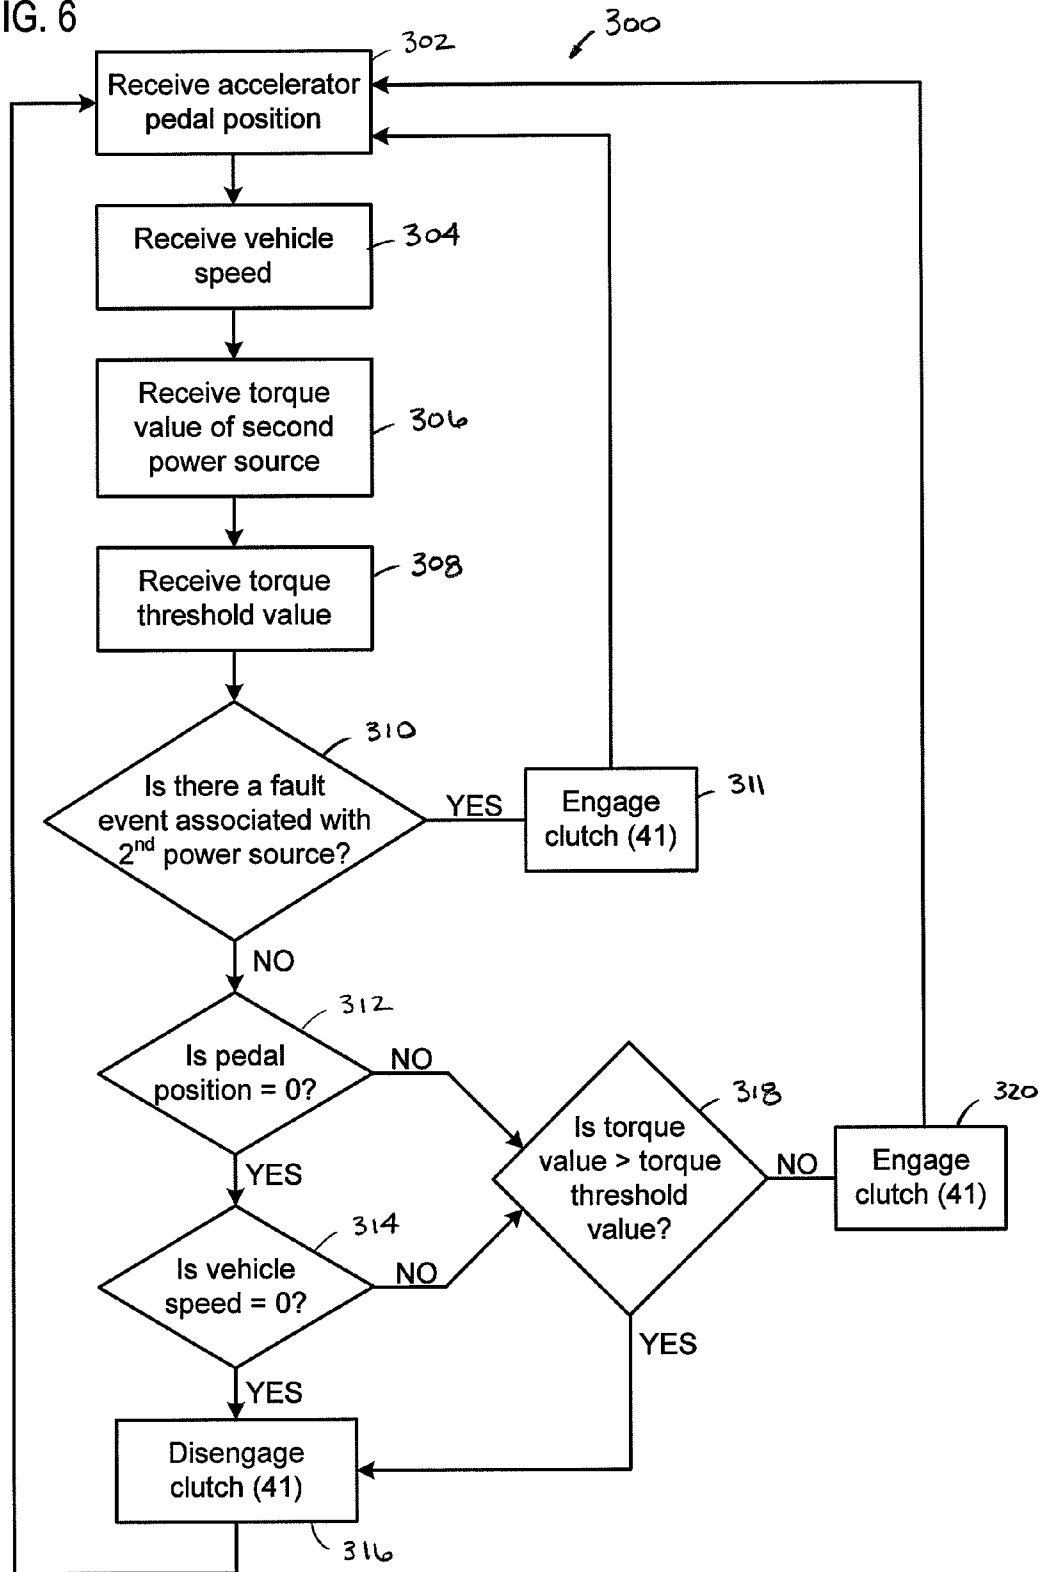 IG. 6
300
302
Receive accelerator
pedal position
Receive vehicle
speed
304
Receive torque
value of second
power source
306
Receive torque
threshold value
308
310
Is there a fault
event associated with
2nd power source?
YES
Engage
clutch (41)
311
NO
312
Is pedal
position = 0?
NO
318
Is torque
value > torque
threshold
value?
NO
320
Engage
clutch (41)
YES
314
Is vehicle
speed = 0?
NO
YES
YES
Disengage
clutch (41)
316